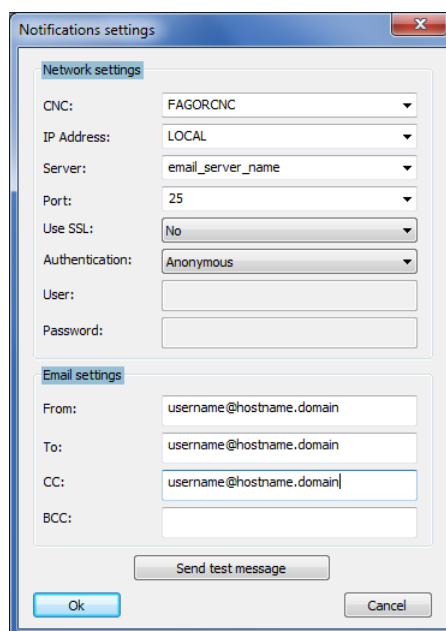 Notifications settings
Network settings
CNC: FAGORCNC
IP Address: LOCAL
Server: email_server_name
Port: 25
Use SSL: No
Authentication: Anonymous
User:
Password:
Email settings
From: username@hostname.domain
To: username@hostname.domain
CC: username@hostname.domain
BCC:
Send test message
Ok Cancel